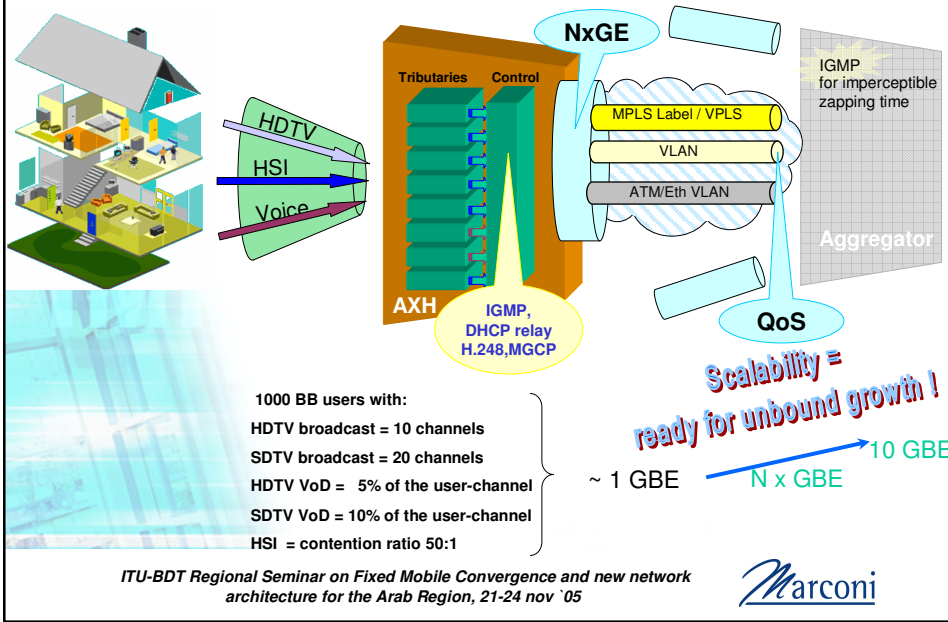 NxGE
Tributaries Control
HDTV
HSI
Voice
AXH
IGMP,
DHCP relay
H.248,MGCP
MPLS Label / VPLS
VLAN
ATM/Eth VLAN
IGMP
for imperceptible
zapping time
Aggregator
QoS
Scalability =
ready for unbound growth !
1000 BB users with:
HDTV broadcast = 10 channels
SDTV broadcast = 20 channels
HDTV VoD = 5% of the user-channel
SDTV VoD = 10% of the user-channel
HSI = contention ratio 50:1
~ 1 GBE
N x GBE
10 GBE
ITU-BDT Regional Seminar on Fixed Mobile Convergence and new network
architecture for the Arab Region, 21-24 nov `05
Marconi